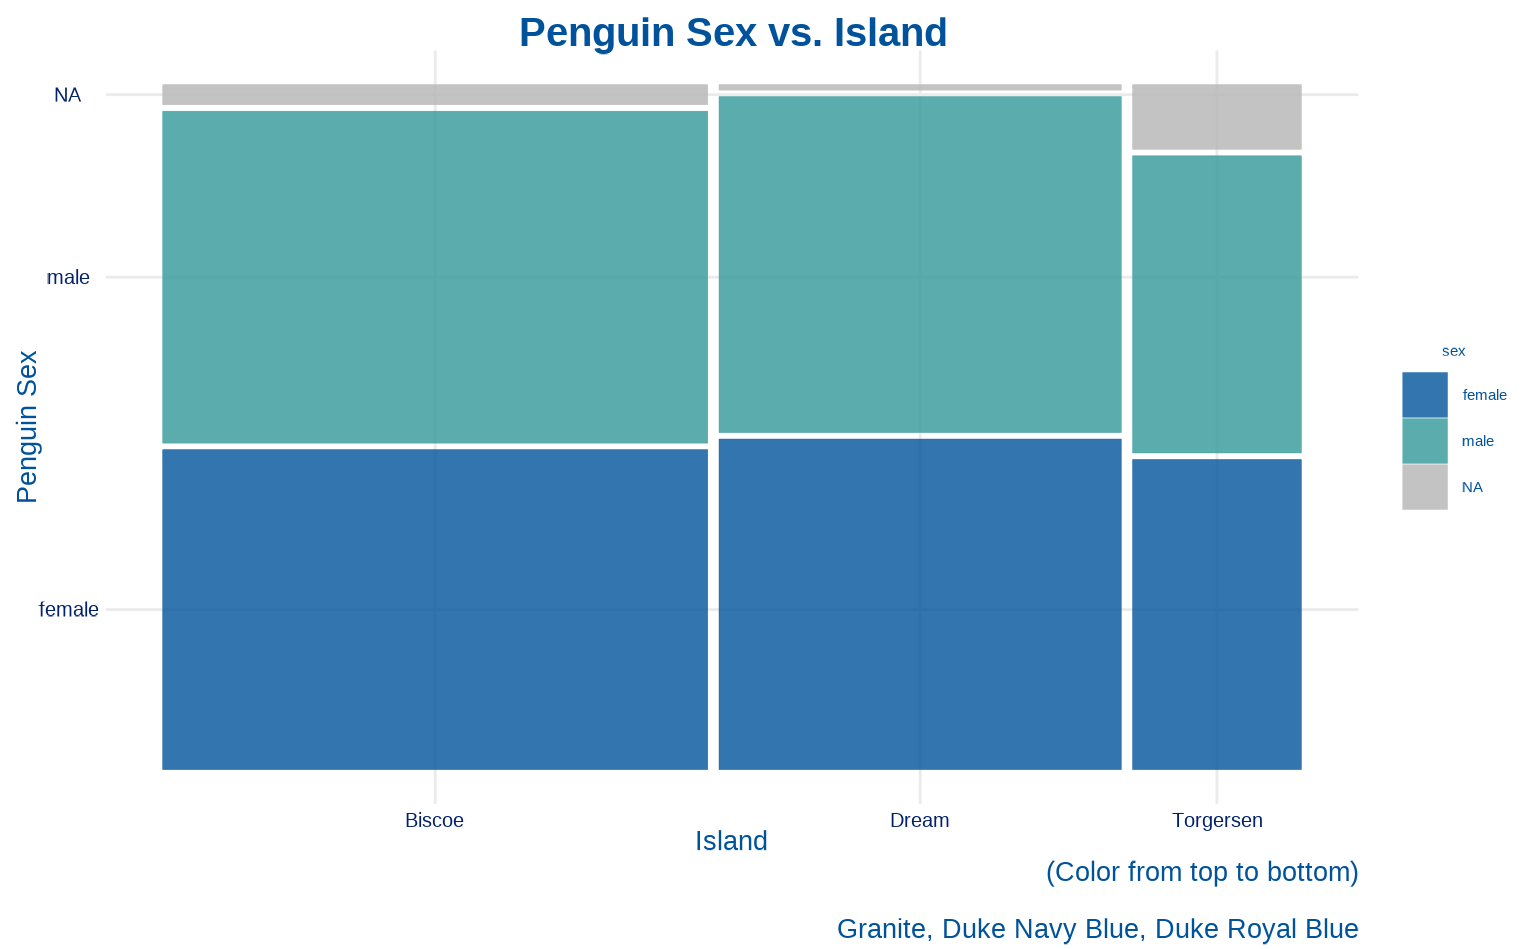 Penguin Sex vs. Island
NA
male
female
Penguin Sex
Biscoe
Dream
Torgersen
Island
sex
female
male
NA
(Color from top to bottom)
Granite, Duke Navy Blue, Duke Royal Blue